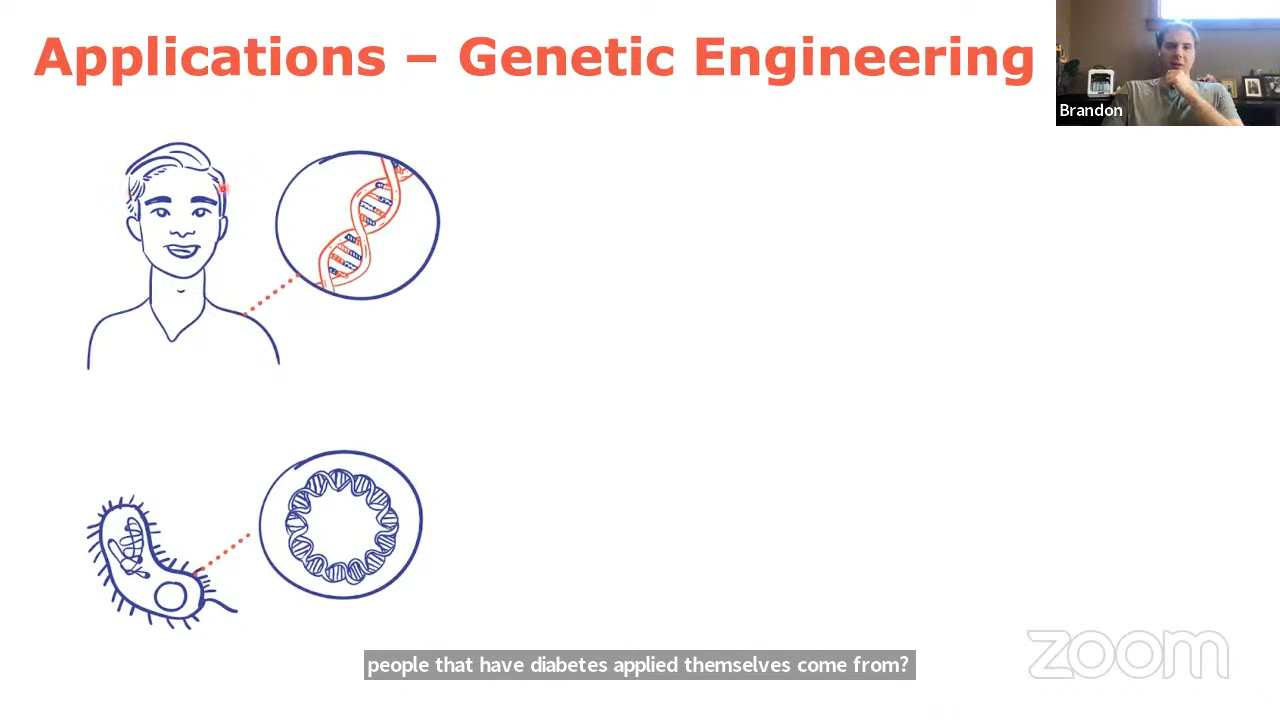 Applications – Genetic Engineering
Brandon
people that have diabetes applied themselves come from?
zoom